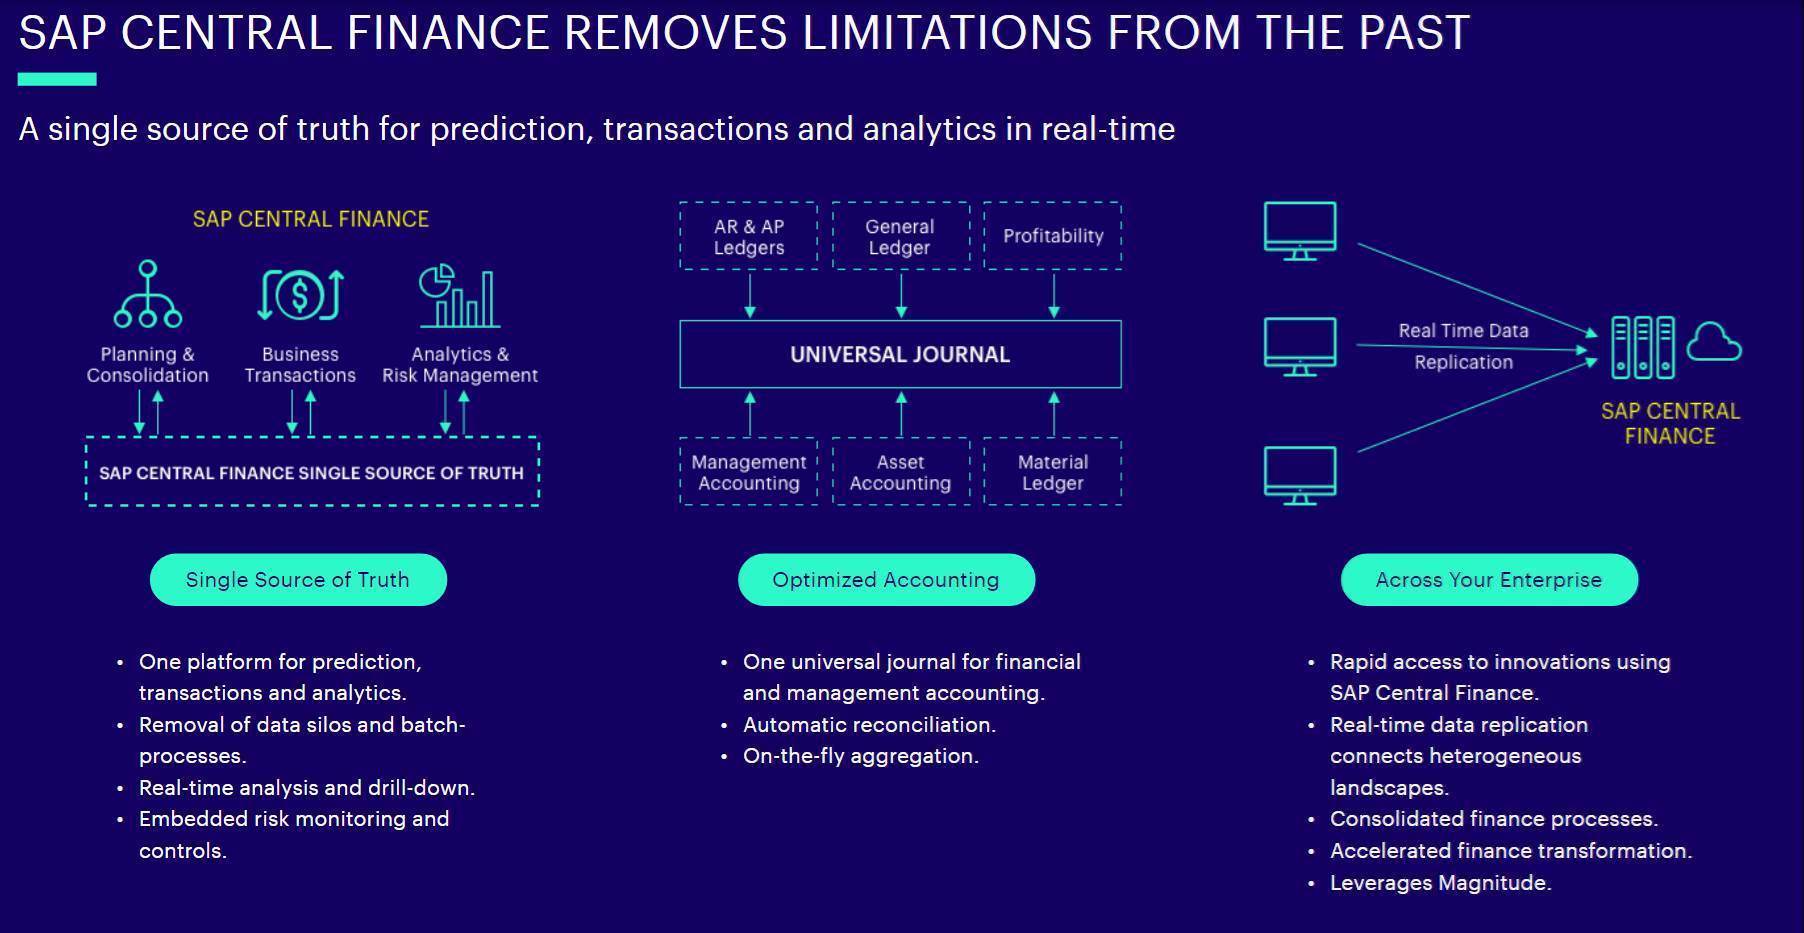 SAP CENTRAL FINANCE REMOVES LIMITATIONS FROM THE PAST
A single source of truth for prediction, transactions and analytics in real-time
SAP CENTRAL FINANCE
Planning &
Consolidation
Business
Transactions
Analytics &
Risk Management
SAP CENTRAL FINANCE SINGLE SOURCE OF TRUTH
Single Source of Truth
• One platform for prediction,
transactions and analytics.
• Removal of data silos and batch-
processes.
• Real-time analysis and drill-down.
• Embedded risk monitoring and
controls.
AR & AP
Ledgers
General
Ledger
Profitability
UNIVERSAL JOURNAL
Management
Accounting
Asset
Accounting
Material
Ledger
Optimized Accounting
• One universal journal for financial
and management accounting.
• Automatic reconciliation.
• On-the-fly aggregation.
Real Time Data
Replication
SAP CENTRAL
FINANCE
Across Your Enterprise
• Rapid access to innovations using
SAP Central Finance.
• Real-time data replication
connects heterogeneous
landscapes.
• Consolidated finance processes.
• Accelerated finance transformation.
• Leverages Magnitude.